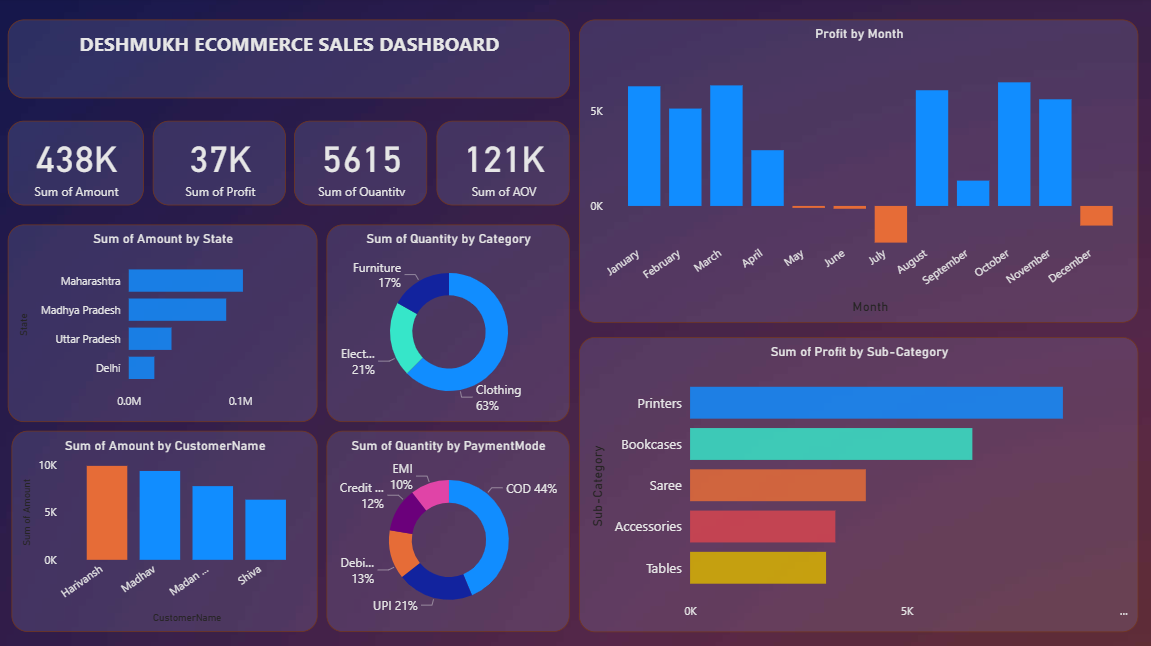 DESHMUKH ECOMMERCE SALES DASHBOARD
438K
Sum of Amount
37K
Sum of Profit
5615
Sum of Quantity
121K
Sum of AOV
Sum of Amount by State
State
Maharashtra
Madhya Pradesh
Uttar Pradesh
Delhi
0.0M
0.1M
Sum of Quantity by Category
Furniture
17%
Elect...
21%
Clothing
63%
Sum of Amount by CustomerName
Sum of Amount
10K
5K
0K
Harivansh
Madhav
Madan ...
Shiva
CustomerName
Sum of Quantity by PaymentMode
EMI
10%
Credit ...
12%
Debi...
13%
UPI 21%
COD 44%
Profit by Month
5K
0K
January
February
March
April
May
June
July
August
September
October
November
December
Month
Sum of Profit by Sub-Category
Sub-Category
Printers
Bookcases
Saree
Accessories
Tables
0K
5K
...